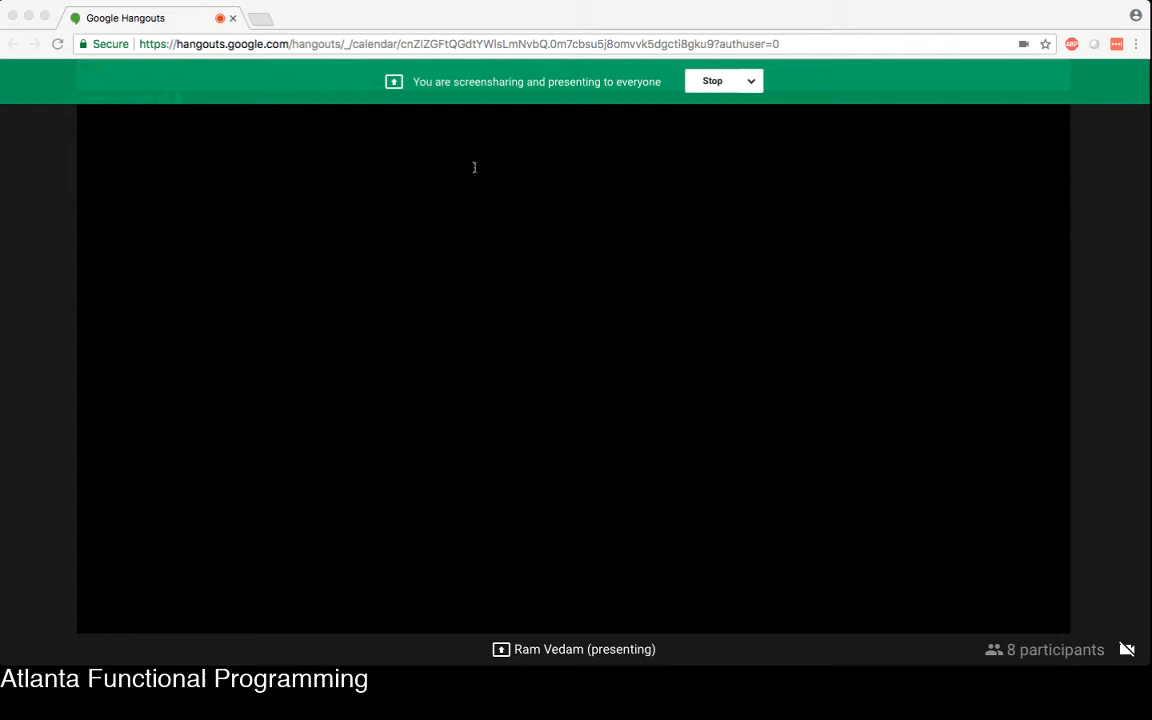 Google Hangouts
Secure https://hangouts.google.com/hangouts/_/calendar/cnZlZGFtQGdtYWlsLmNvbQ.0m7cbsu5j8omvvk5dgcti8gku9?authuser=0
ABP
You are screensharing and presenting to everyone Stop
Ram Vedam (presenting) 8 participants
Atlanta Functional Programming